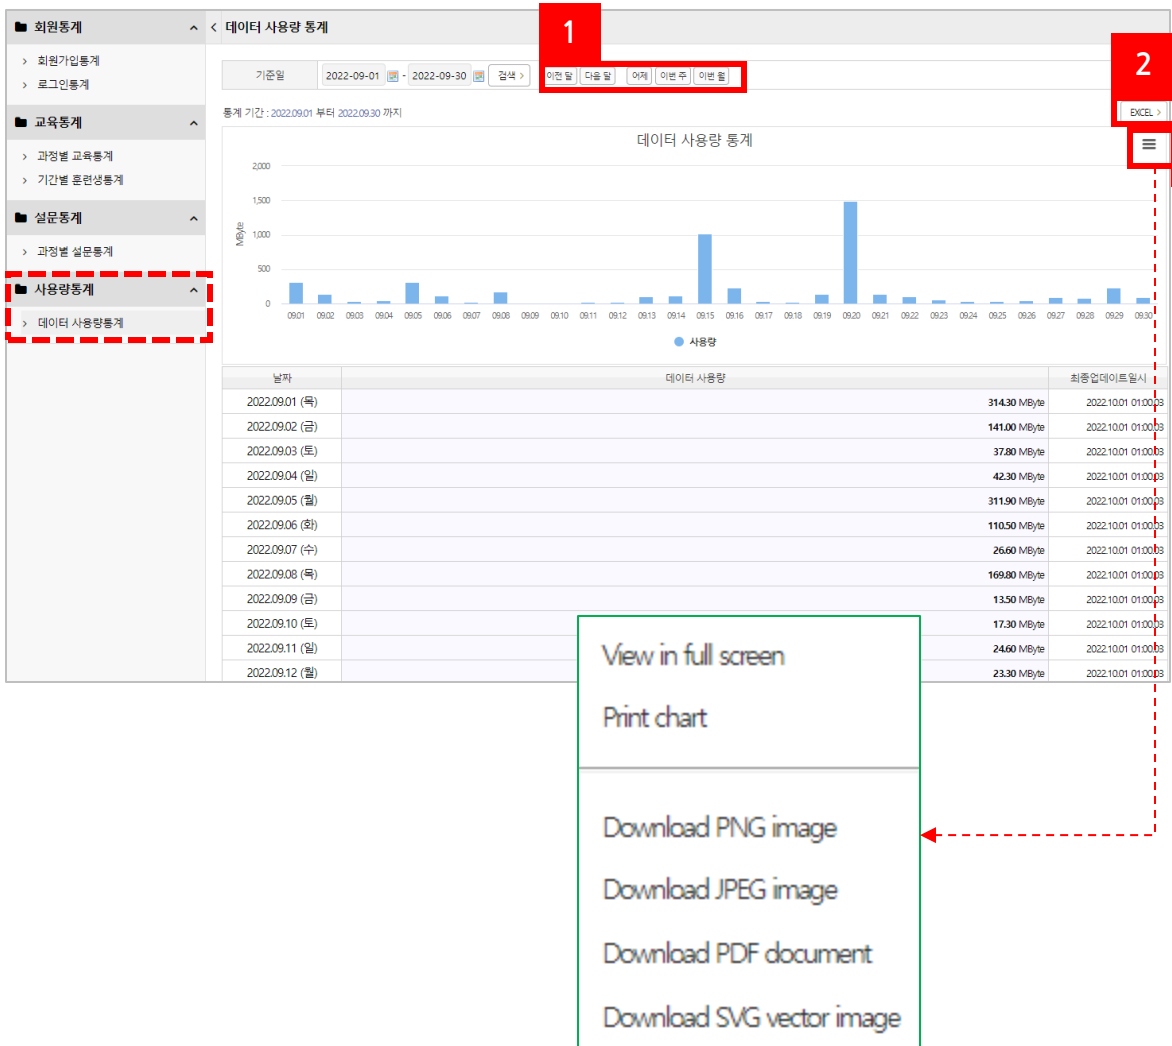 회원통계
회원가입통계
로그인통계
교육통계
과정별 교육통계
기간별 훈련생통계
설문통계
과정별 설문통계
사용량통계
데이터 사용량통계
데이터 사용량 통계
1
2
기준일 2022-09-01 - 2022-09-30 검색 이전 달 다음 달 어제 이번 주 이번 월
통계 기간 : 2022.09.01 부터 2022.09.30 까지
EXCEL
데이터 사용량 통계
MByte
2,000
1,500
1,000
500
0
09.01 09.02 09.03 09.04 09.05 09.06 09.07 09.08 09.09 09.10 09.11 09.12 09.13 09.14 09.15 09.16 09.17 09.18 09.19 09.20 09.21 09.22 09.23 09.24 09.25 09.26 09.27 09.28 09.29 09.30
사용량
날짜 데이터 사용량 최종업데이트일시
2022.09.01 (목) 314.30 MByte 2022.10.01 01:00:03
2022.09.02 (금) 141.00 MByte 2022.10.01 01:00:03
2022.09.03 (토) 37.80 MByte 2022.10.01 01:00:03
2022.09.04 (일) 42.30 MByte 2022.10.01 01:00:03
2022.09.05 (월) 311.90 MByte 2022.10.01 01:00:03
2022.09.06 (화) 110.50 MByte 2022.10.01 01:00:03
2022.09.07 (수) 26.60 MByte 2022.10.01 01:00:03
2022.09.08 (목) 169.80 MByte 2022.10.01 01:00:03
2022.09.09 (금) 13.50 MByte 2022.10.01 01:00:03
2022.09.10 (토) 17.30 MByte 2022.10.01 01:00:03
2022.09.11 (일) 24.60 MByte 2022.10.01 01:00:03
2022.09.12 (월) 23.30 MByte 2022.10.01 01:00:03
View in full screen
Print chart
Download PNG image
Download JPEG image
Download PDF document
Download SVG vector image